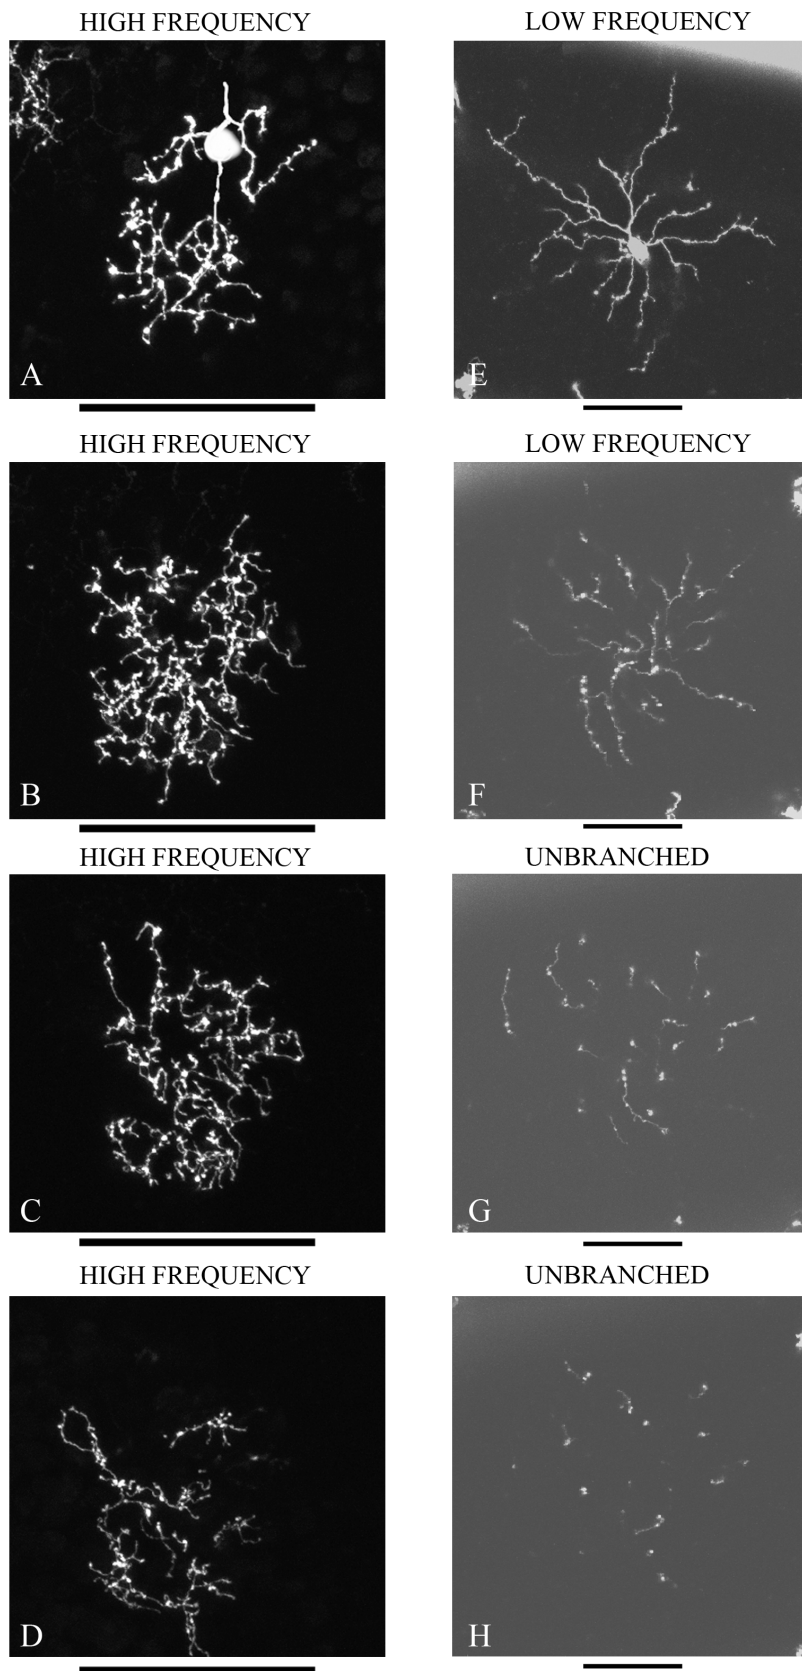 HIGH FREQUENCY
A
HIGH FREQUENCY
B
HIGH FREQUENCY
C
HIGH FREQUENCY
D
LOW FREQUENCY
E
LOW FREQUENCY
F
UNBRANCHED
G
UNBRANCHED
H